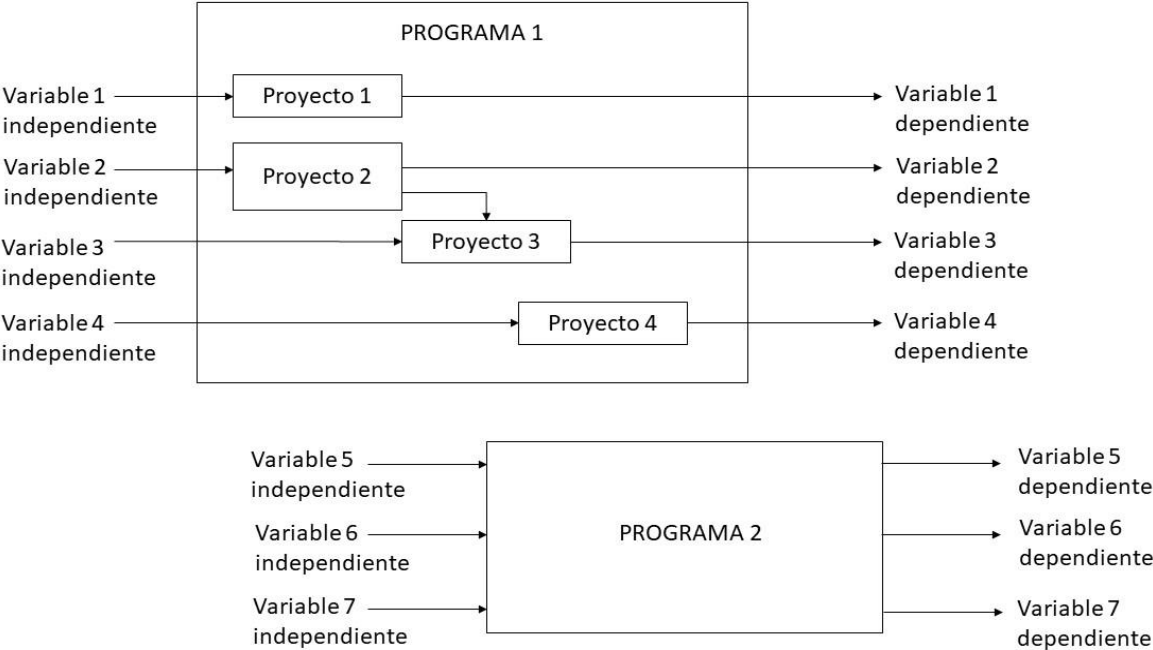 PROGRAMA 1
Variable 1
independiente
Proyecto 1
Variable 1
dependiente
Variable 2
independiente
Proyecto 2
Variable 2
dependiente
Variable 3
independiente
Proyecto 3
Variable 3
dependiente
Variable 4
independiente
Proyecto 4
Variable 4
dependiente
Variable 5
independiente
Variable 5
dependiente
Variable 6
independiente
PROGRAMA 2
Variable 6
dependiente
Variable 7
independiente
Variable 7
dependiente